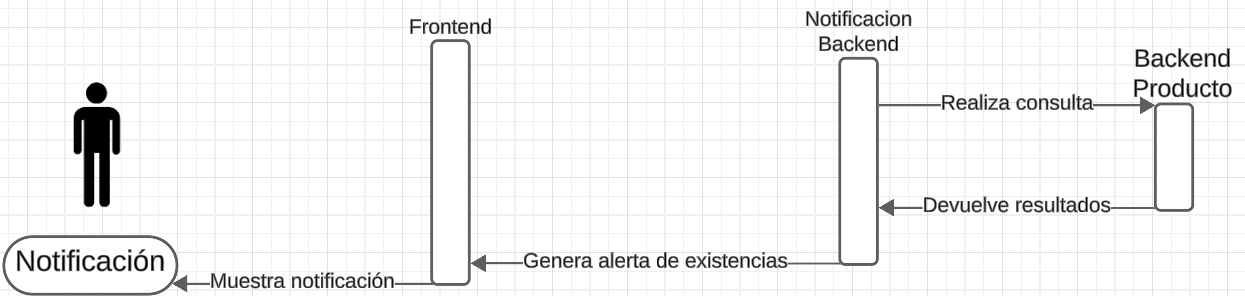 Frontend
Notificacion
Backend
Backend
Producto
Realiza consulta
Devuelve resultados
Genera alerta de existencias
Notificación
Muestra notificación